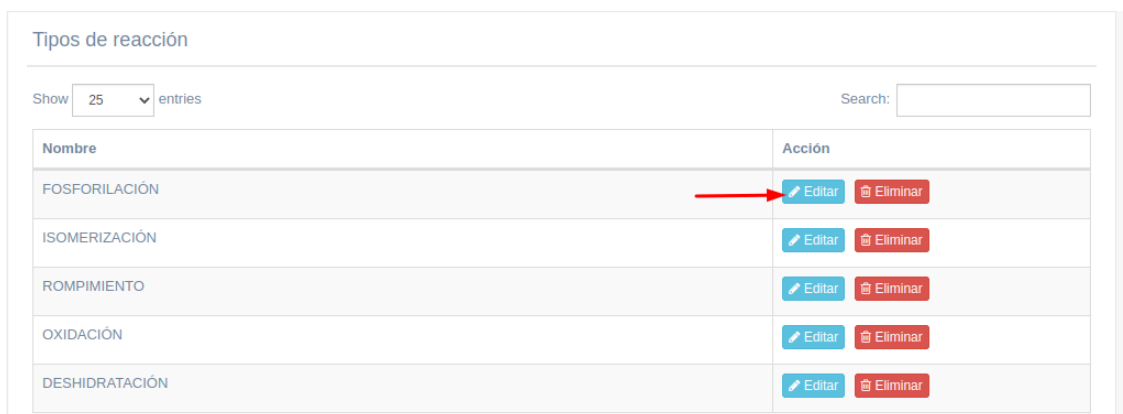 Tipos de reacción
Show 25 entries Search:
Nombre Acción
FOSFORILACIÓN Editar Eliminar
ISOMERIZACIÓN Editar Eliminar
ROMPIMIENTO Editar Eliminar
OXIDACIÓN Editar Eliminar
DESHIDRATACIÓN Editar Eliminar